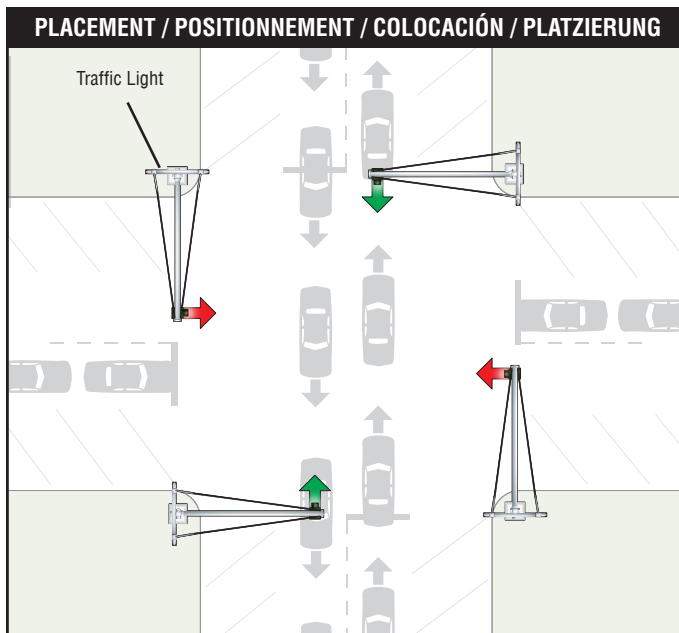 PLACEMENT / POSITIONNEMENT / COLOCACIÓN / PLATZIERUNG
Traffic Light